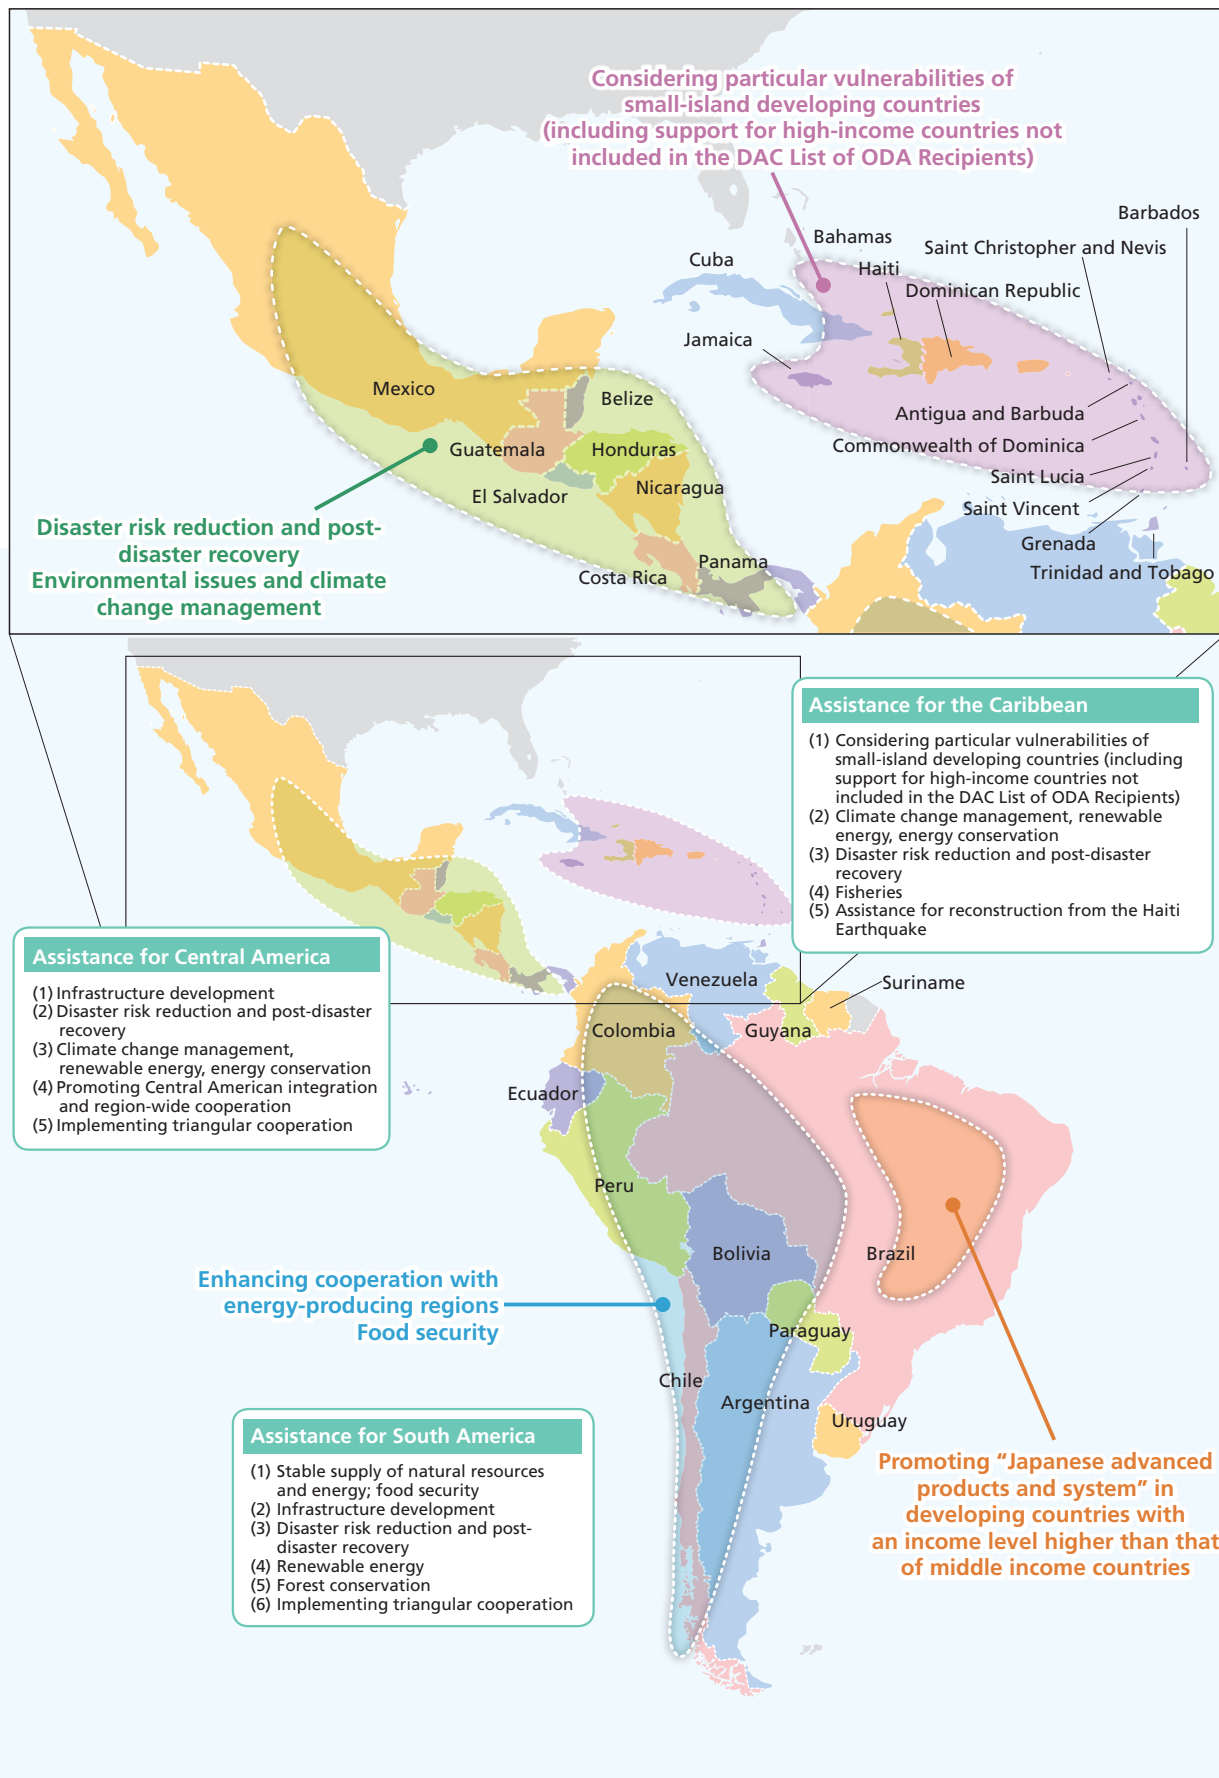 Considering particular vulnerabilities of
small-island developing countries
(including support for high-income countries not
included in the DAC List of ODA Recipients)
Barbados
Bahamas
Saint Christopher and Nevis
Cuba
Haiti
Dominican Republic
Jamaica
Mexico
Belize
Antigua and Barbuda
Guatemala
Honduras
Commonwealth of Dominica
Saint Lucia
El Salvador
Nicaragua
Saint Vincent
Grenada
Panama
Costa Rica
Trinidad and Tobago
Disaster risk reduction and post-
disaster recovery
Environmental issues and climate
change management
Assistance for the Caribbean
(1) Considering particular vulnerabilities of
small-island developing countries (including
support for high-income countries not
included in the DAC List of ODA Recipients)
(2) Climate change management, renewable
energy, energy conservation
(3) Disaster risk reduction and post-disaster
recovery
(4) Fisheries
(5) Assistance for reconstruction from the Haiti
Earthquake
Assistance for Central America
(1) Infrastructure development
(2) Disaster risk reduction and post-disaster
recovery
(3) Climate change management,
renewable energy, energy conservation
(4) Promoting Central American integration
and region-wide cooperation
(5) Implementing triangular cooperation
Venezuela
Suriname
Colombia
Guyana
Ecuador
Peru
Bolivia
Brazil
Enhancing cooperation with
energy-producing regions
Food security
Paraguay
Chile
Argentina
Uruguay
Assistance for South America
(1) Stable supply of natural resources
and energy; food security
(2) Infrastructure development
(3) Disaster risk reduction and post-
disaster recovery
(4) Renewable energy
(5) Forest conservation
(6) Implementing triangular cooperation
Promoting “Japanese advanced
products and system” in
developing countries with
an income level higher than that
of middle income countries